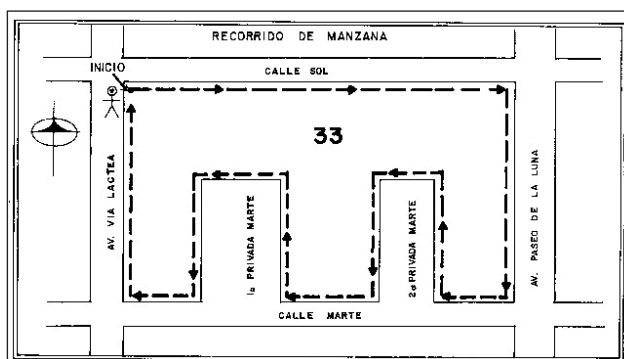 RECORRIDO DE MANZANA
CALLE SOL
INICIO
33
AV. VIA LACTEA
1a PRIVADA MARTE
2a PRIVADA MARTE
AV. PASEO DE LA LUNA
CALLE MARTE